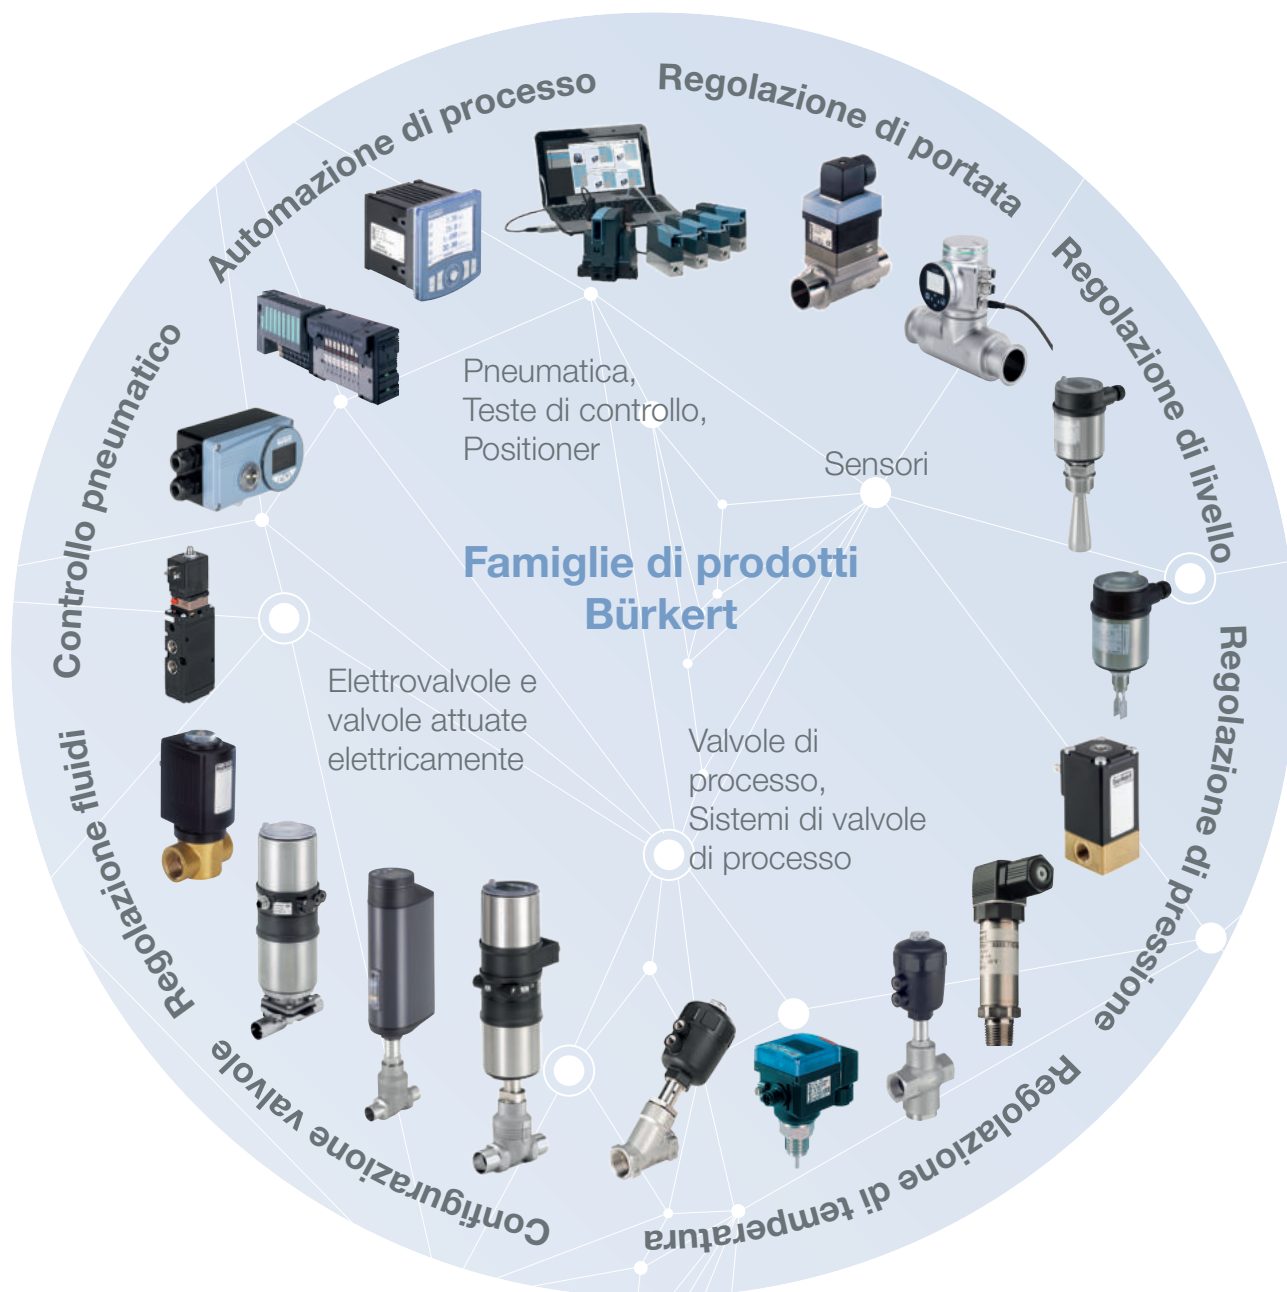 Automazione di processo
Regolazione di portata
Regolazione di livello
Regolazione di pressione
Regolazione di temperatura
Configurazione valvole
Regolazione fluidi
Controllo pneumatico
Pneumatica,
Teste di controllo,
Positioner
Sensori
Famiglie di prodotti
Bürkert
Elettrovalvole e
valvole attuate
elettricamente
Valvole di
processo,
Sistemi di valvole
di processo